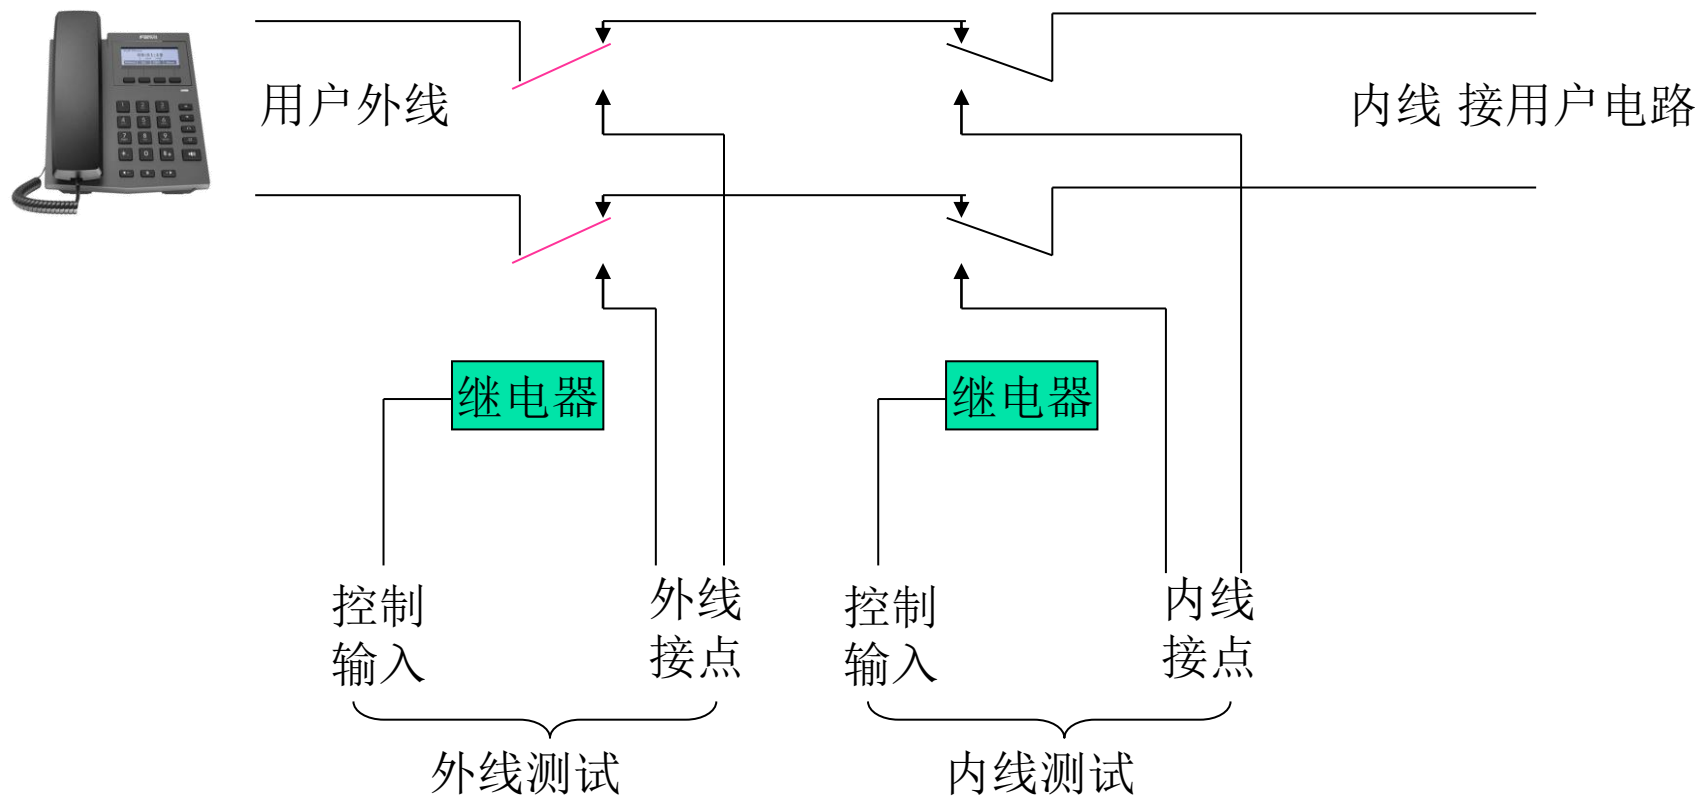 用户外线
内线 接用户电路
继电器
继电器
控制
输入
外线
接点
控制
输入
内线
接点
外线测试
内线测试